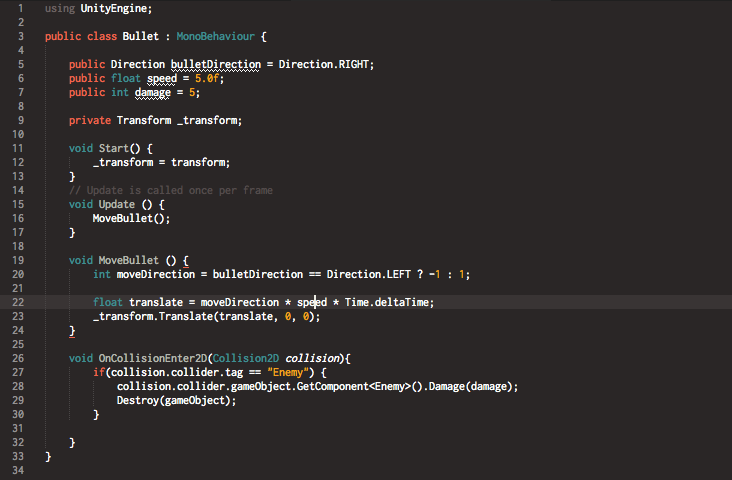 1 using UnityEngine;
2
3 public class Bullet : MonoBehaviour {
4
5     public Direction bulletDirection = Direction.RIGHT;
6     public float speed = 5.0f;
7     public int damage = 5;
8
9     private Transform _transform;
10
11     void Start() {
12         _transform = transform;
13     }
14     // Update is called once per frame
15     void Update () {
16         MoveBullet();
17     }
18
19     void MoveBullet () {
20         int moveDirection = bulletDirection == Direction.LEFT ? -1 : 1;
21
22         float translate = moveDirection * speed * Time.deltaTime;
23         _transform.Translate(translate, 0, 0);
24     }
25
26     void OnCollisionEnter2D(Collision2D collision){
27         if(collision.collider.tag == "Enemy") {
28             collision.collider.gameObject.GetComponent<Enemy>().Damage(damage);
29             Destroy(gameObject);
30         }
31
32     }
33 }
34